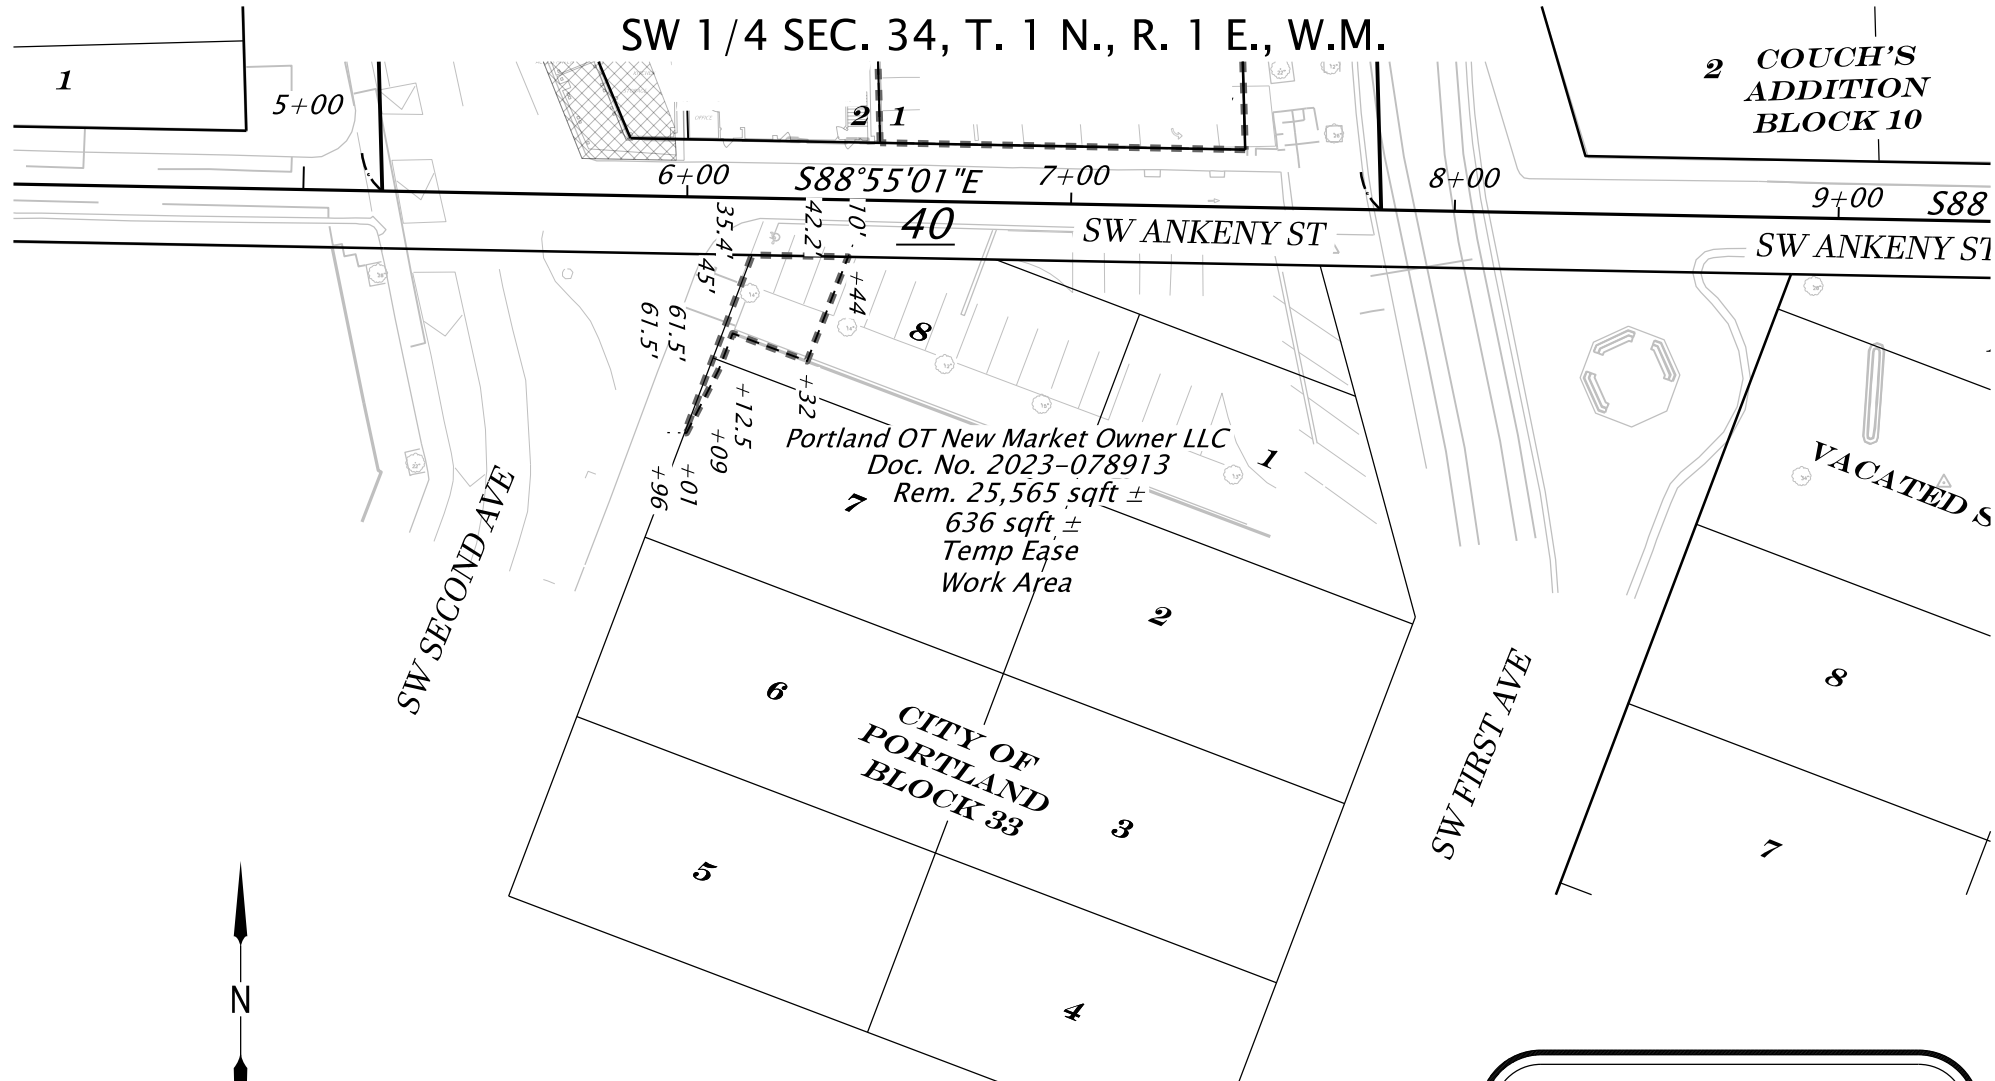 SW 1/4 SEC. 34, T. 1 N., R. 1 E., W.M.
1
5+00
2
1
2
COUCH'S
ADDITION
BLOCK 10
6+00
S88°55'01"E
7+00
8+00
9+00
S88
40
SW ANKENY ST
SW ANKENY ST
35.4'
42.2'
10'
45'
61.5'
61.5'
+44
+32
+12.5
+09
+01
+96
8
Portland OT New Market Owner LLC
Doc. No. 2023-078913
Rem. 25,565 sqft ±
636 sqft ±
Temp Ease
Work Area
1
7
VACATED S
SW SECOND AVE
2
6
CITY OF
PORTLAND
BLOCK 33
3
SW FIRST AVE
8
7
5
4
N